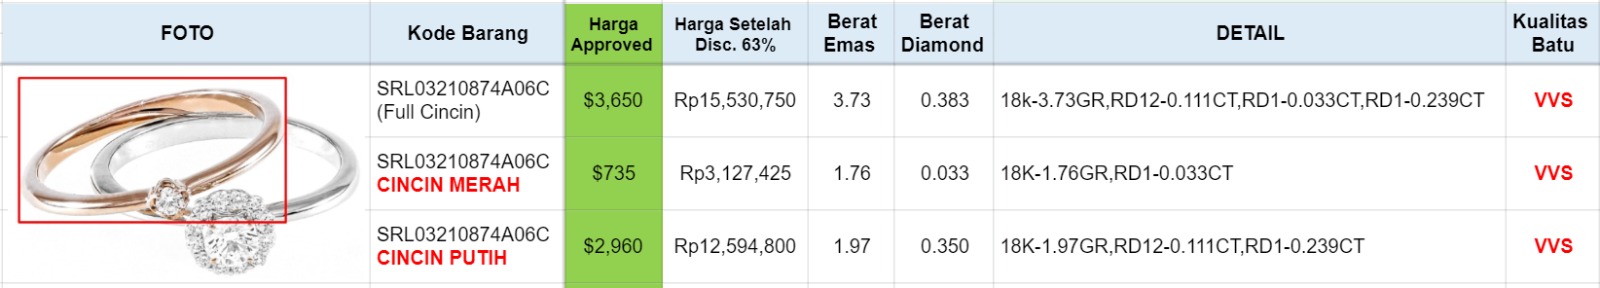 FOTO Kode Barang Harga Approved Harga Setelah Disc. 63% Berat Emas Berat Diamond DETAIL Kualitas Batu
SRL03210874A06C
(Full Cincin)
$3,650 Rp15,530,750 3.73 0.383 18k-3.73GR,RD12-0.111CT,RD1-0.033CT,RD1-0.239CT VVS
SRL03210874A06C
CINCIN MERAH
$735 Rp3,127,425 1.76 0.033 18K-1.76GR,RD1-0.033CT VVS
SRL03210874A06C
CINCIN PUTIH
$2,960 Rp12,594,800 1.97 0.350 18K-1.97GR,RD12-0.111CT,RD1-0.239CT VVS